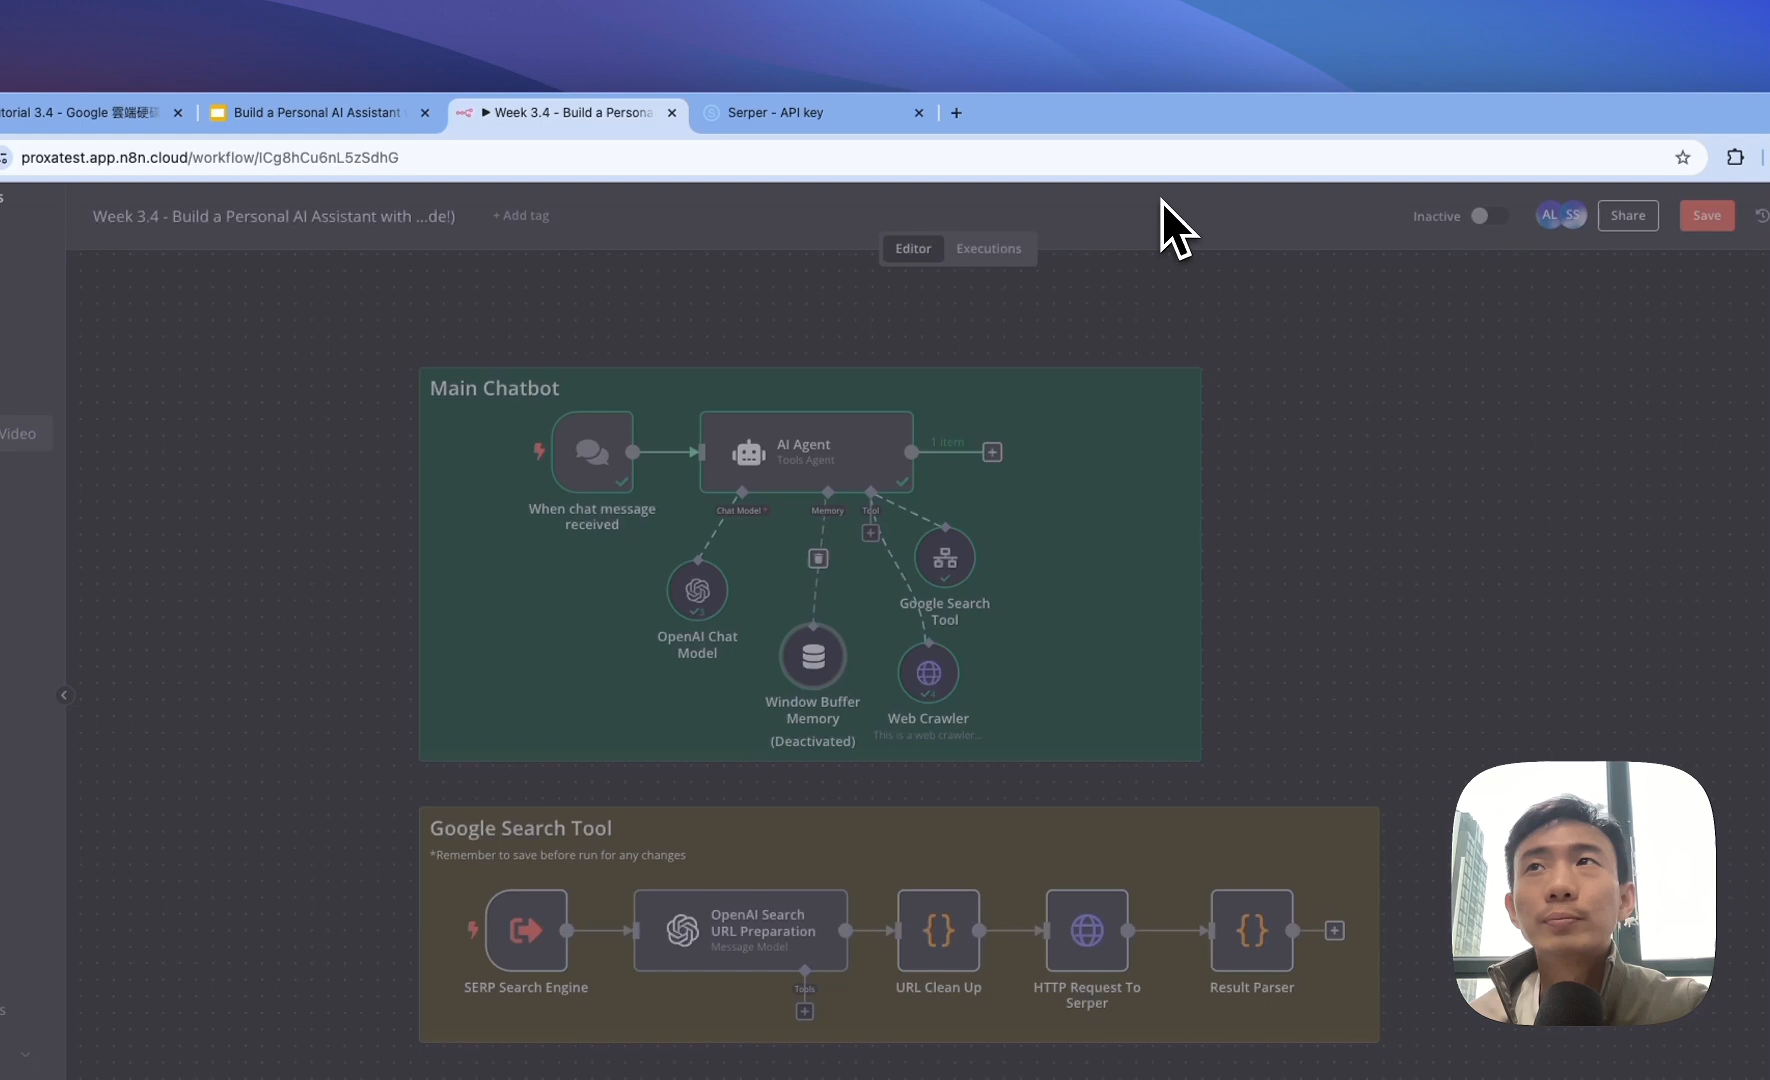 torial 3.4 - Google 雲端硬碟
Build a Personal AI Assistant
Week 3.4 - Build a Persona
Serper - API key
proxatest.app.n8n.cloud/workflow/ICg8hCu6nL5zSdhG
s
Week 3.4 - Build a Personal AI Assistant with ...de!)
+ Add tag
Inactive
AL
SS
Share
Save
Editor
Executions
Video
Main Chatbot
AI Agent
Tools Agent
1 item
When chat message
received
Chat Model *
Memory
Tool
Google Search
Tool
3
OpenAI Chat
Model
Window Buffer
Memory
(Deactivated)
4
Web Crawler
This is a web crawler...
Google Search Tool
*Remember to save before run for any changes
OpenAI Search
URL Preparation
Message Model
Tools
SERP Search Engine
URL Clean Up
HTTP Request To
Serper
Result Parser
s